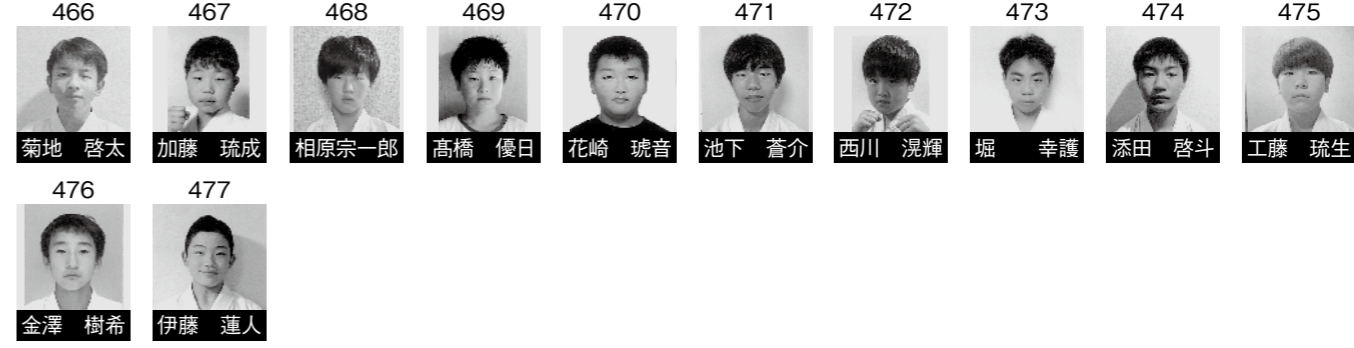 466 467 468 469 470 471 472 473 474 475
菊地　啓太 加藤　琉成 相原宗一郎 髙橋　優日 花崎　琥音 池下　蒼介 西川　滉輝 堀　　幸護 添田　啓斗 工藤　琉生
476 477
金澤　樹希 伊藤　蓮人